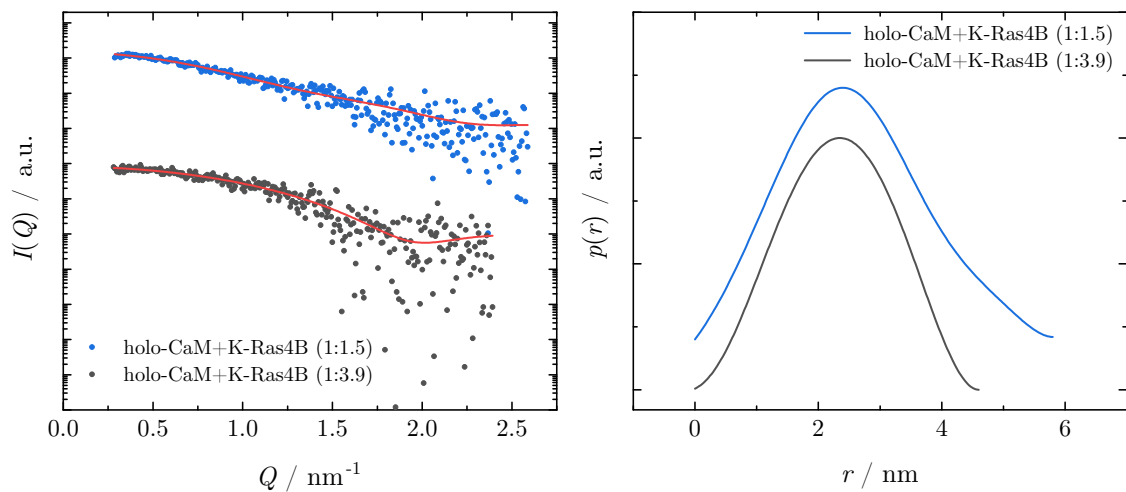 I(Q) / a.u.
holo-CaM+K-Ras4B (1:1.5)
holo-CaM+K-Ras4B (1:3.9)
0.0 0.5 1.0 1.5 2.0 2.5
Q / nm⁻¹
p(r) / a.u.
holo-CaM+K-Ras4B (1:1.5)
holo-CaM+K-Ras4B (1:3.9)
0 2 4 6
r / nm